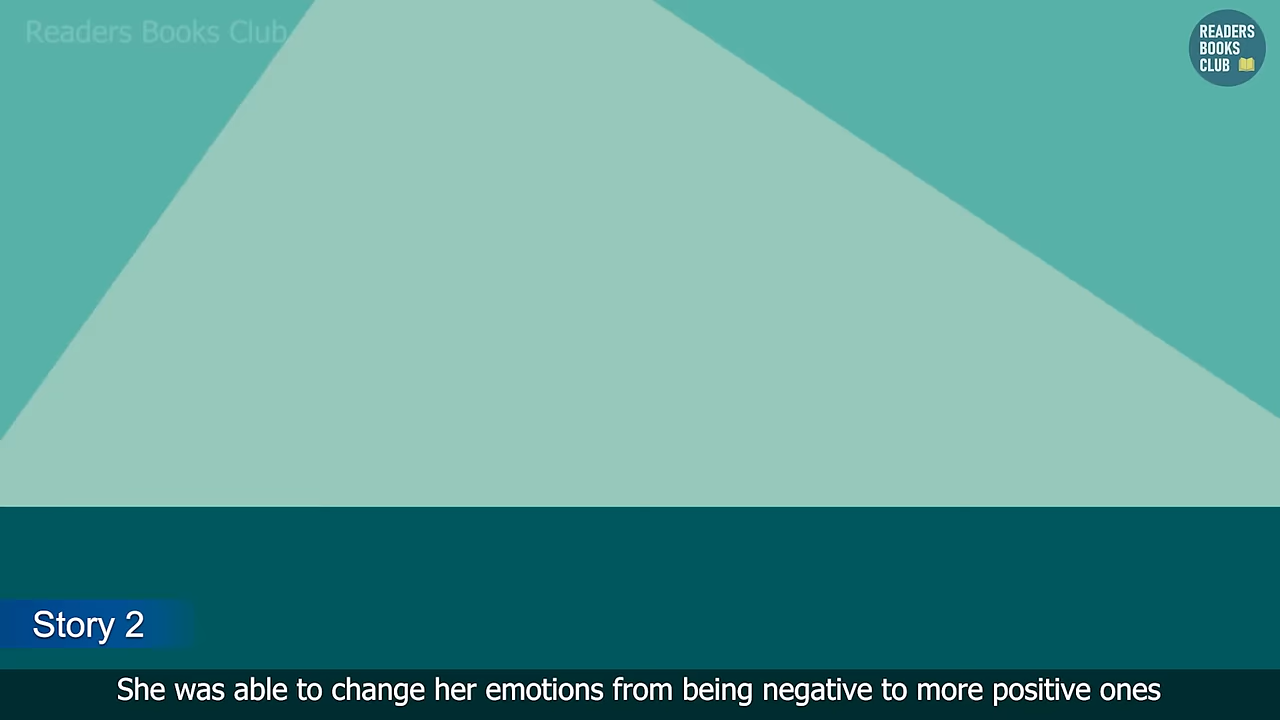 Readers Books Club
READERS
BOOKS
CLUB
Story 2
She was able to change her emotions from being negative to more positive ones